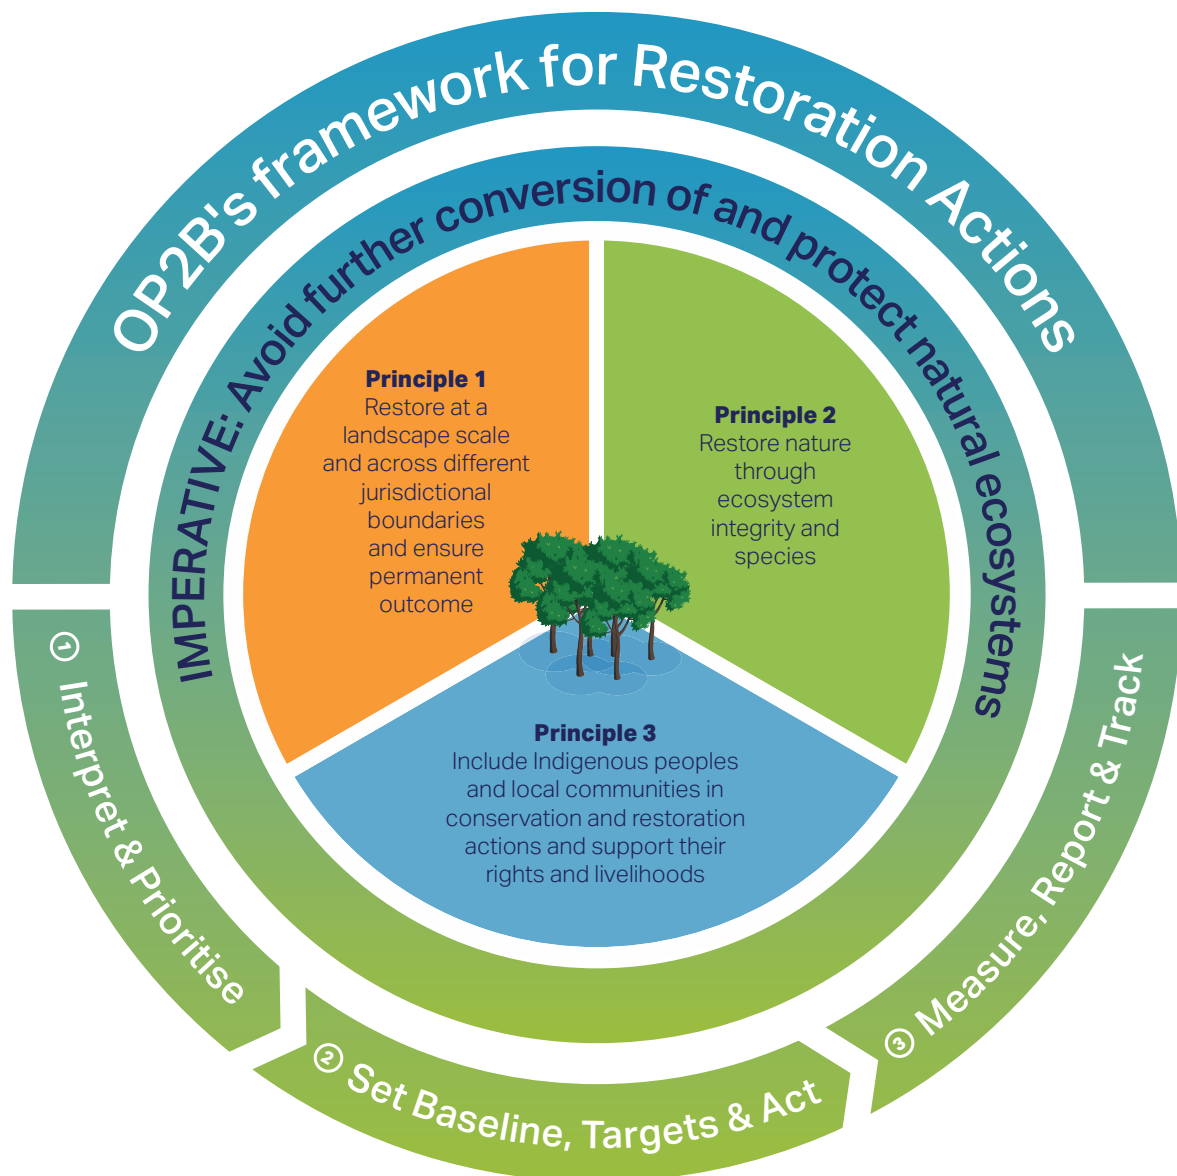 OP2B's framework for Restoration Actions
IMPERATIVE: Avoid further conversion of and protect natural ecosystems
Principle 1
Restore at a
landscape scale
and across different
jurisdictional
boundaries
and ensure
permanent
outcome
Principle 2
Restore nature
through
ecosystem
integrity and
species
Principle 3
Include Indigenous peoples
and local communities in
conservation and restoration
actions and support their
rights and livelihoods
① Interpret & Prioritise
② Set Baseline, Targets & Act
③ Measure, Report & Track